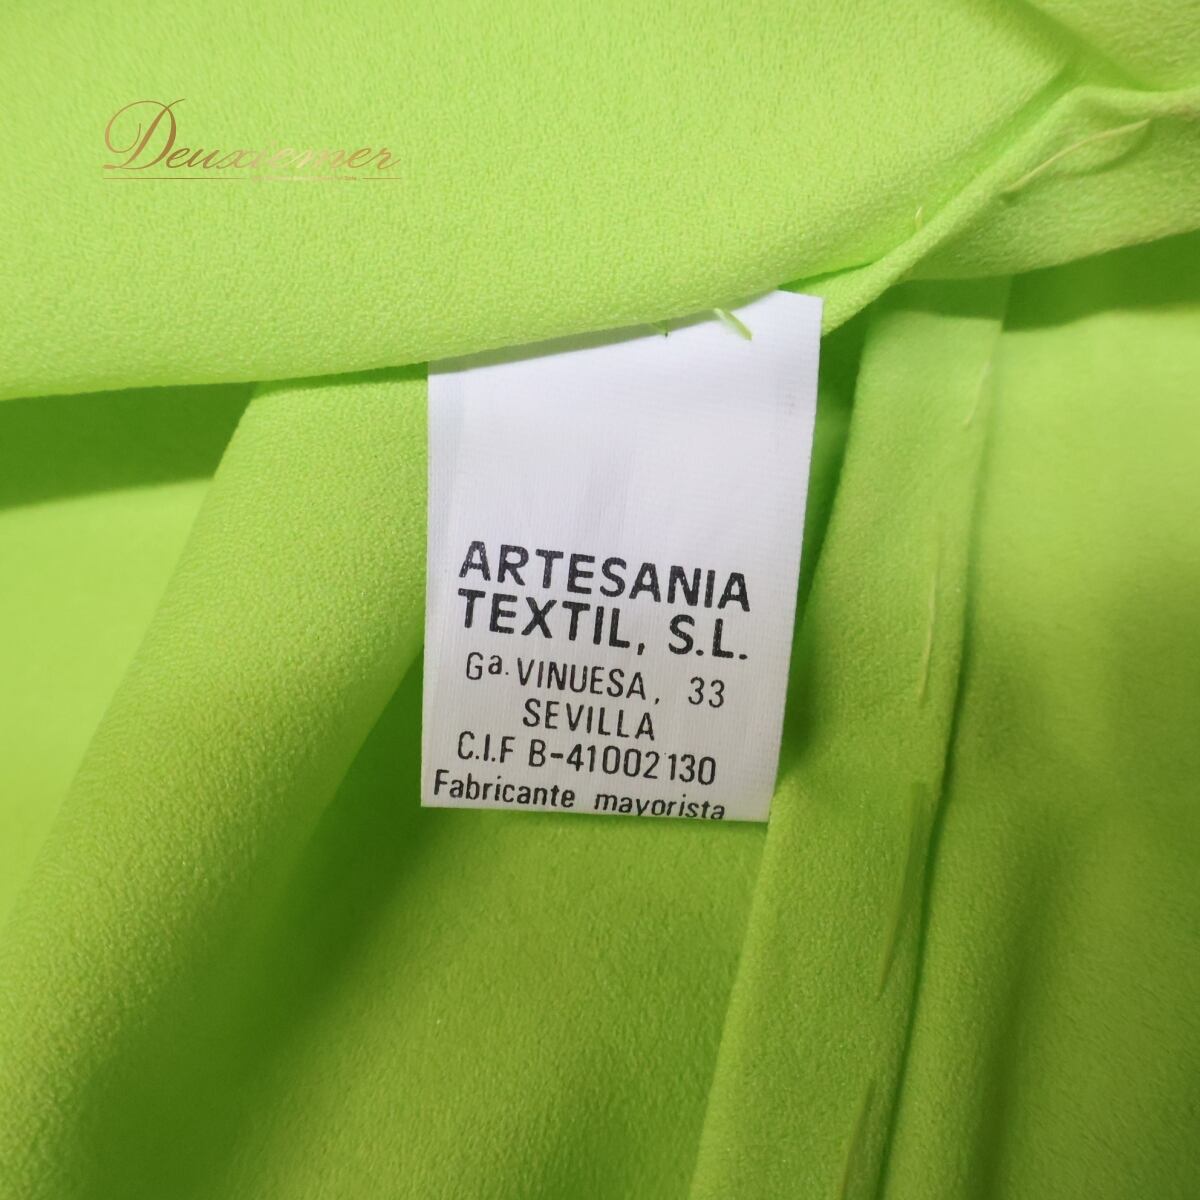 Deuxiemer
ARTESANIA
TEXTIL, S.L.
Gª. VINUESA, 33
SEVILLA
C.I.F B-41002130
Fabricante mayorista